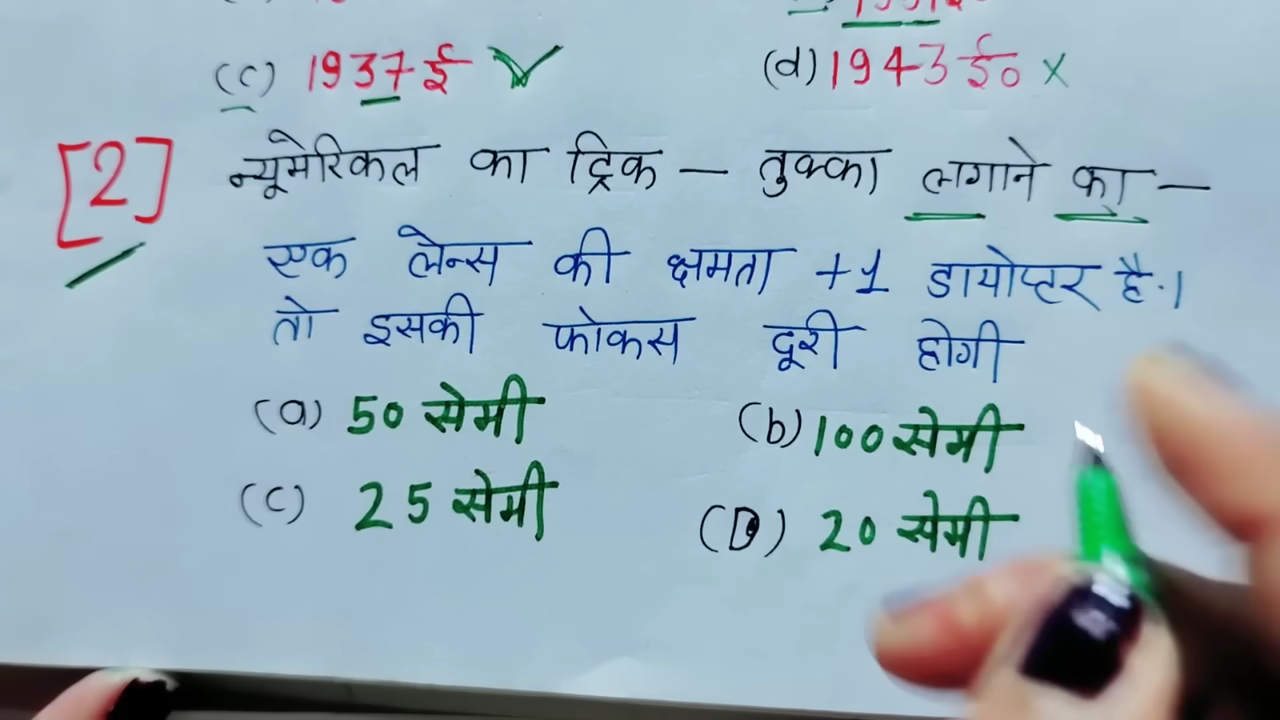 (c) 1937 ई (d) 1943 ई०
[2] न्यूमेरिकल का ट्रिक – तुक्का लगाने का –
एक लेन्स की क्षमता +1 डायोप्टर है।
तो इसकी फोकस दूरी होगी
(a) 50 सेमी (b) 100 सेमी
(c) 25 सेमी (D) 20 सेमी